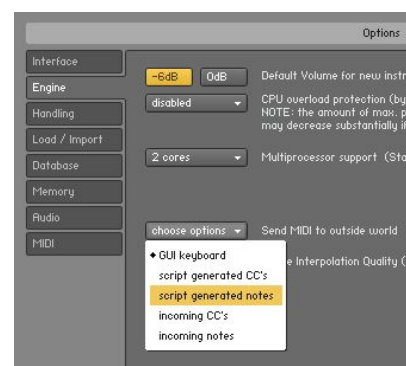 Options
Interface
Engine
Handling
Load / Import
Database
Memory
Audio
MIDI
-6dB 0dB Default Volume for new instr
disabled CPU overload protection (by
NOTE: the amount of max. p
may decrease substantially if
2 cores Multiprocessor support (Sta
choose options Send MIDI to outside world
GUI keyboard
script generated CC's
e Interpolation Quality (
script generated notes
incoming CC's
incoming notes